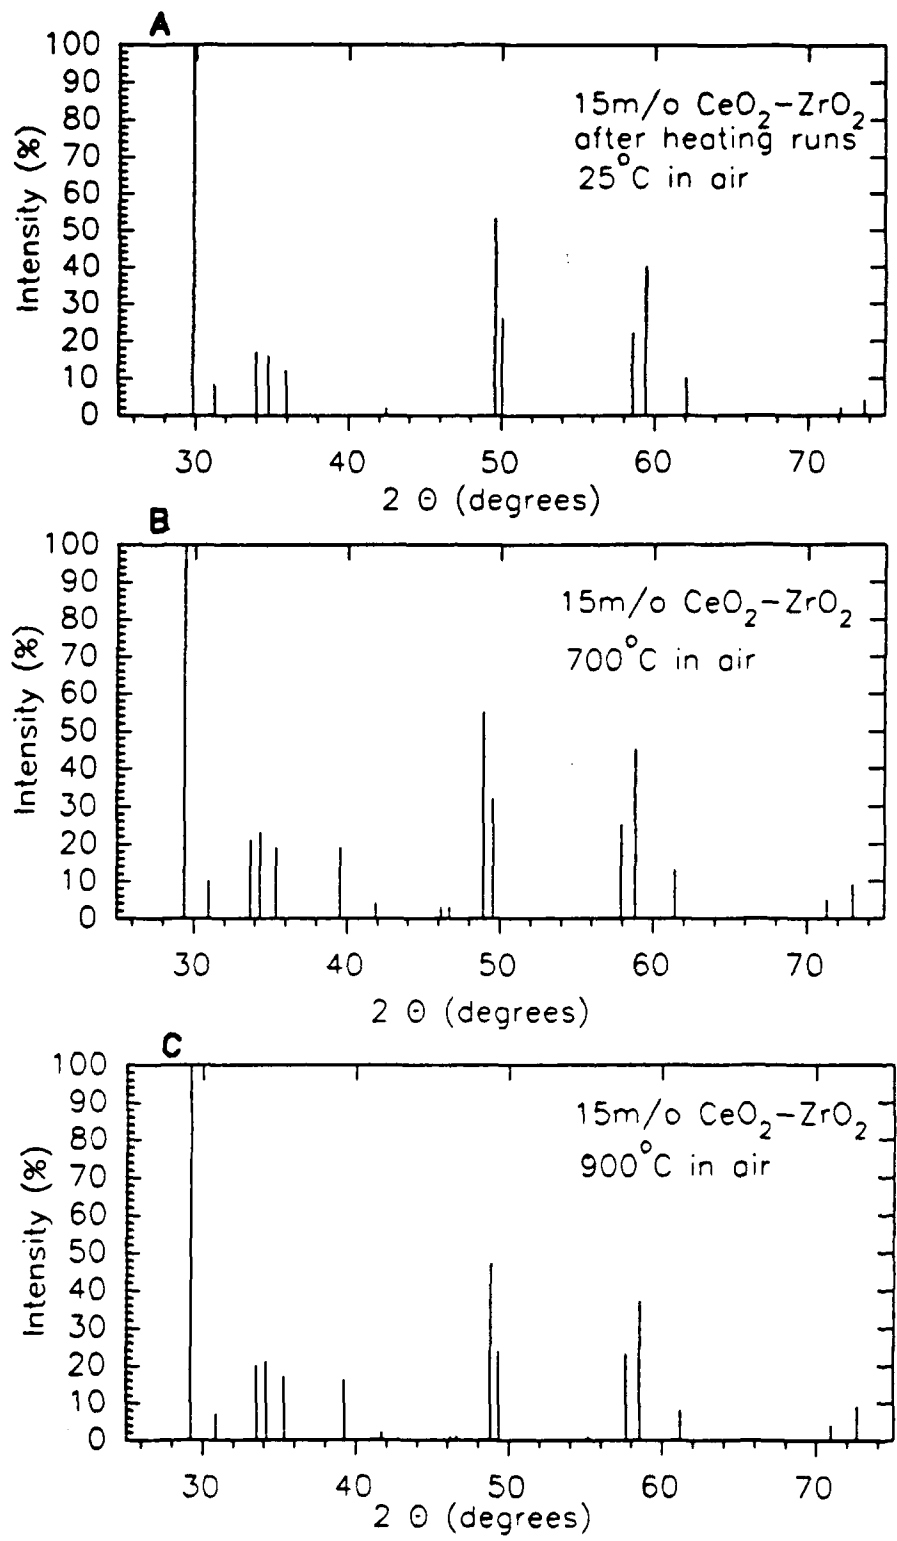 A
100
90
80
70
60
50
40
30
20
10
0
Intensity (%)
15m/o CeO₂-ZrO₂
after heating runs
25°C in air
30 40 50 60 70
2 Θ (degrees)
B
100
90
80
70
60
50
40
30
20
10
0
Intensity (%)
15m/o CeO₂-ZrO₂
700°C in air
30 40 50 60 70
2 Θ (degrees)
C
100
90
80
70
60
50
40
30
20
10
0
Intensity (%)
15m/o CeO₂-ZrO₂
900°C in air
30 40 50 60 70
2 Θ (degrees)